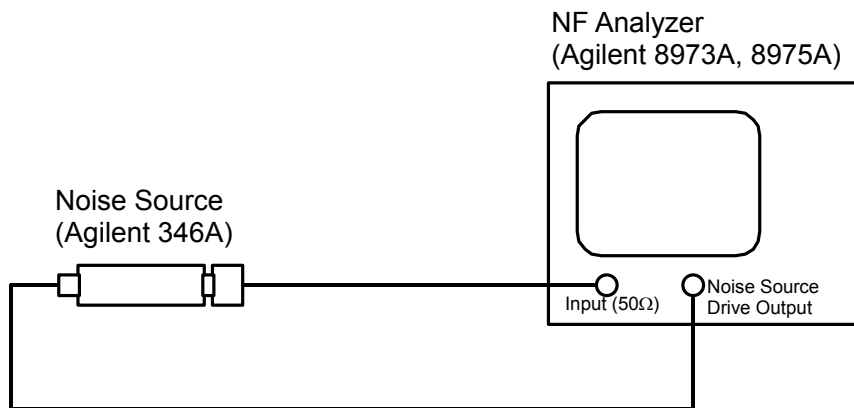 NF Analyzer
(Agilent 8973A, 8975A)
Noise Source
(Agilent 346A)
Input (50Ω)
Noise Source
Drive Output